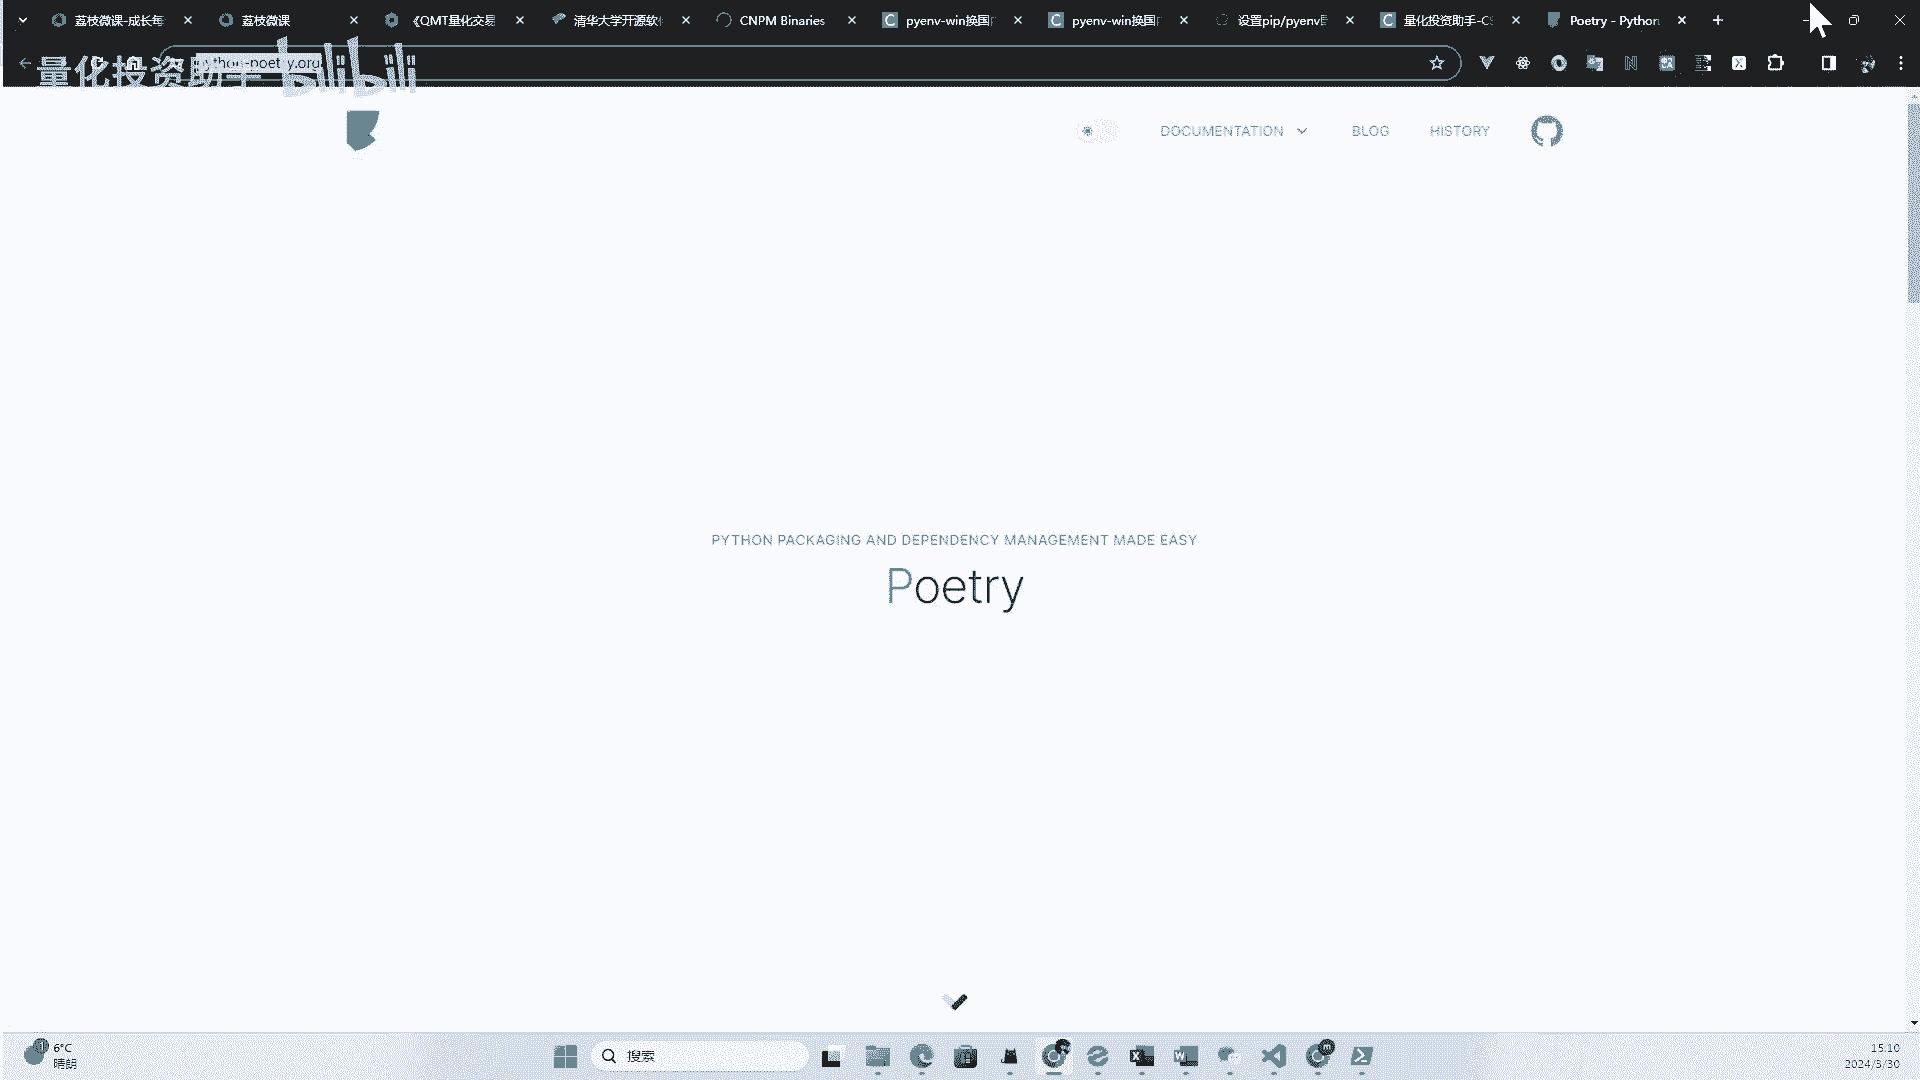 荔枝微课-成长每
荔枝微课
《QMT量化交易
清华大学开源软
CNPM Binaries
pyenv-win换国
pyenv-win换国
设置pip/pyenv
量化投资助手-CS
Poetry - Python
python-poetry.org
量化投资助手 bilibili
DOCUMENTATION
BLOG
HISTORY
PYTHON PACKAGING AND DEPENDENCY MANAGEMENT MADE EASY
Poetry
6°C
晴朗
搜索
15:10
2024/3/30